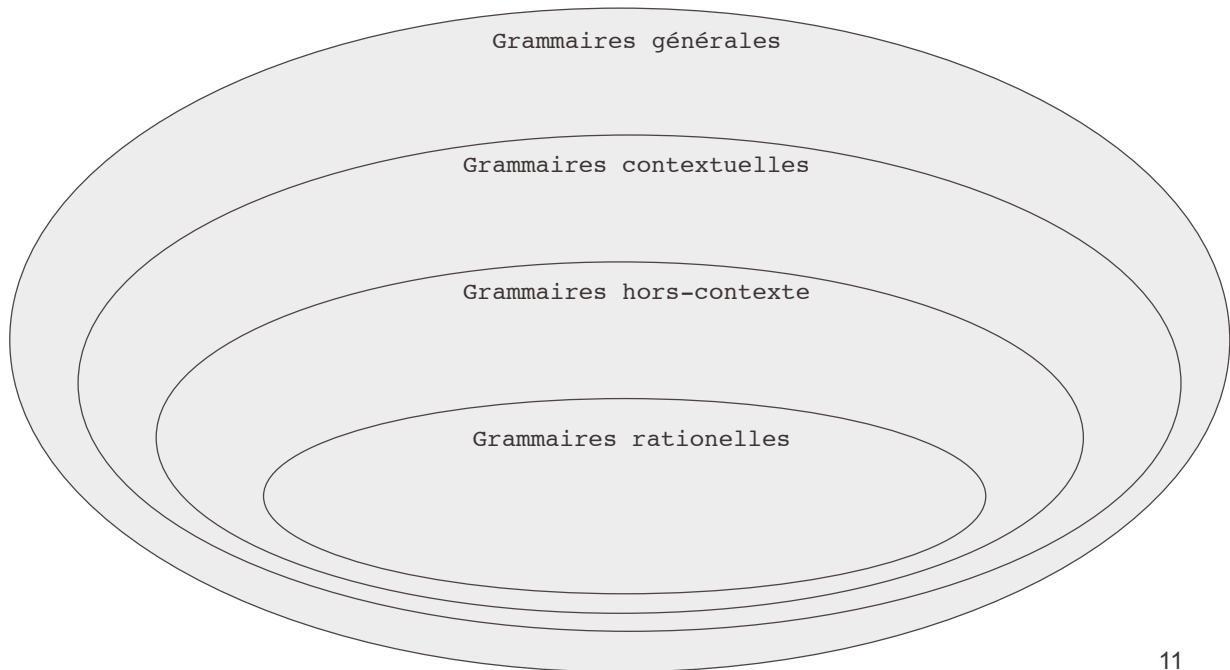 Grammaires générales
Grammaires contextuelles
Grammaires hors-contexte
Grammaires rationelles
11